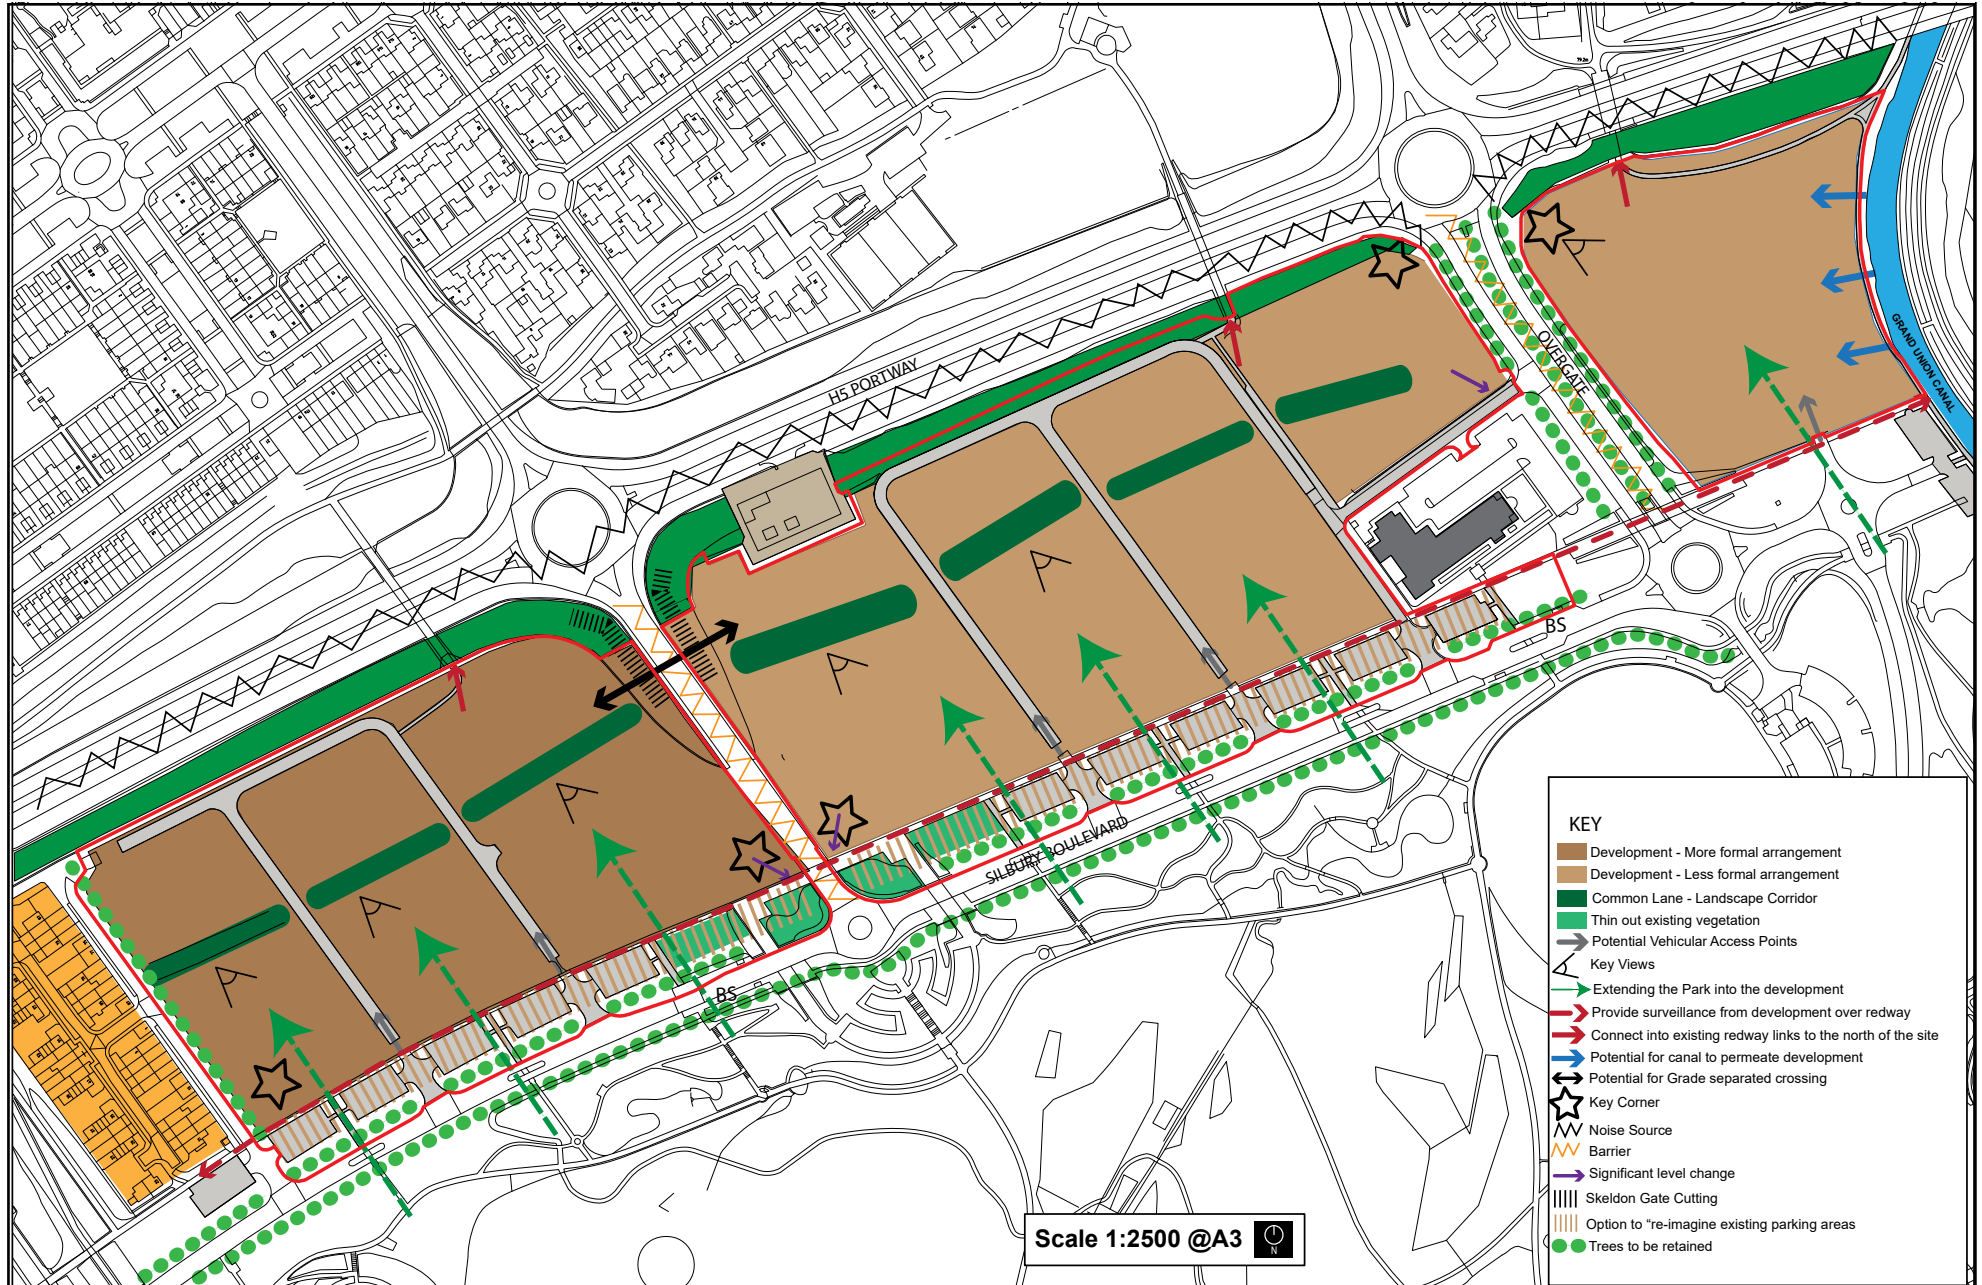 H5 PORTWAY
OVERGATE
GRAND UNION CANAL
BS
SILBURY BOULEVARD
BS
KEY
Development - More formal arrangement
Development - Less formal arrangement
Common Lane - Landscape Corridor
Thin out existing vegetation
Potential Vehicular Access Points
Key Views
Extending the Park into the development
Provide surveillance from development over redway
Connect into existing redway links to the north of the site
Potential for canal to permeate development
Potential for Grade separated crossing
Key Corner
Noise Source
Barrier
Significant level change
Skeldon Gate Cutting
Option to “re-imagine existing parking areas
Trees to be retained
Scale 1:2500 @A3
N